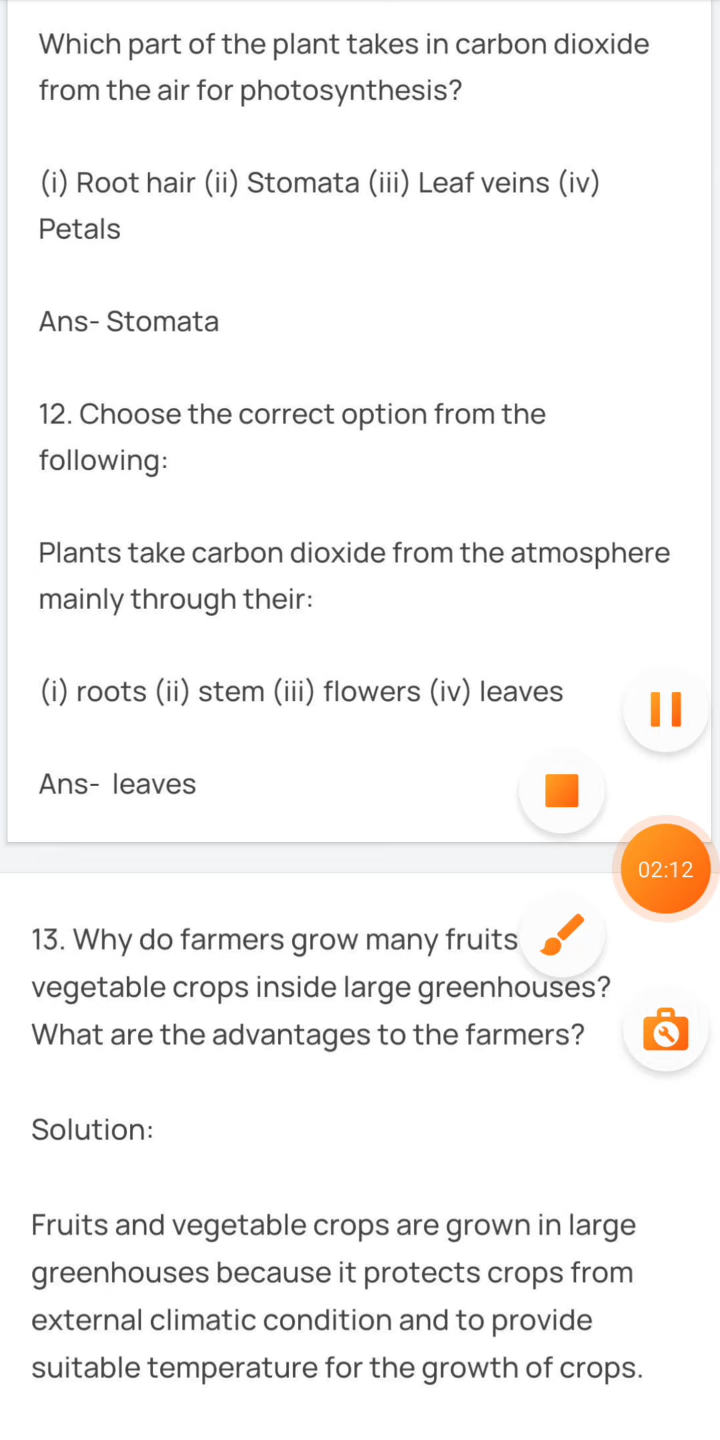 Which part of the plant takes in carbon dioxide
from the air for photosynthesis?
(i) Root hair (ii) Stomata (iii) Leaf veins (iv)
Petals
Ans- Stomata
12. Choose the correct option from the
following:
Plants take carbon dioxide from the atmosphere
mainly through their:
(i) roots (ii) stem (iii) flowers (iv) leaves
Ans- leaves
02:12
13. Why do farmers grow many fruits
vegetable crops inside large greenhouses?
What are the advantages to the farmers?
Solution:
Fruits and vegetable crops are grown in large
greenhouses because it protects crops from
external climatic condition and to provide
suitable temperature for the growth of crops.